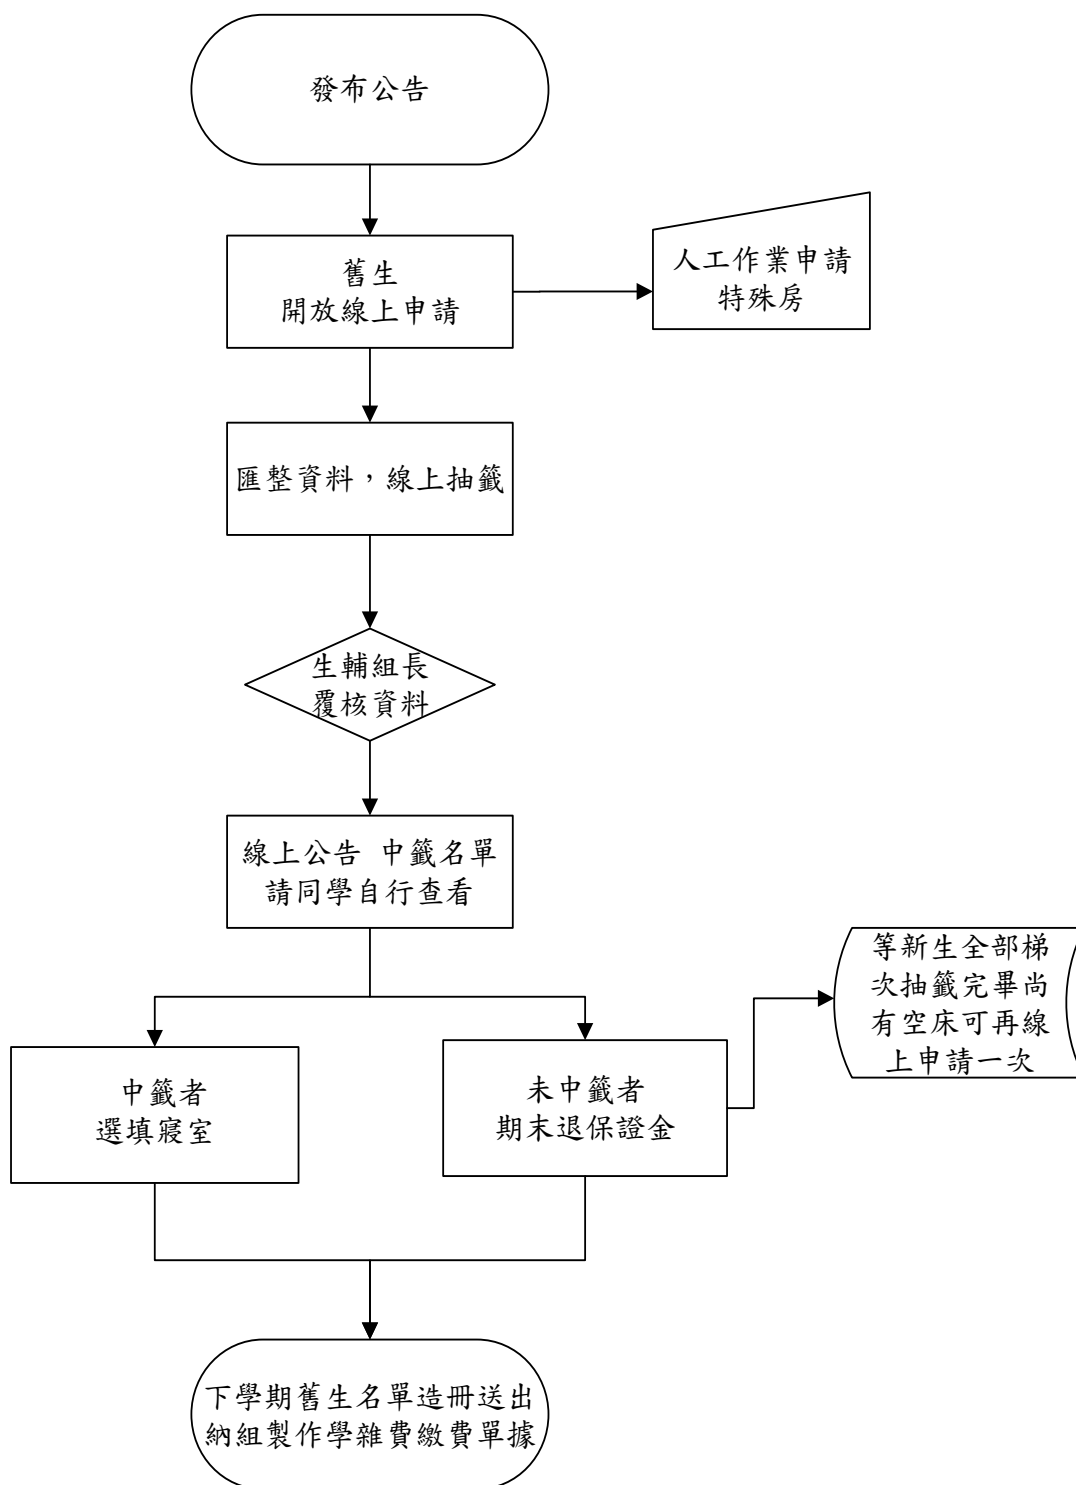 發布公告
舊生
開放線上申請
人工作業申請
特殊房
匯整資料，線上抽籤
生輔組長
覆核資料
線上公告 中籤名單
請同學自行查看
等新生全部梯
次抽籤完畢尚
有空床可再線
上申請一次
中籤者
選填寢室
未中籤者
期末退保證金
下學期舊生名單造冊送出
納組製作學雜費繳費單據